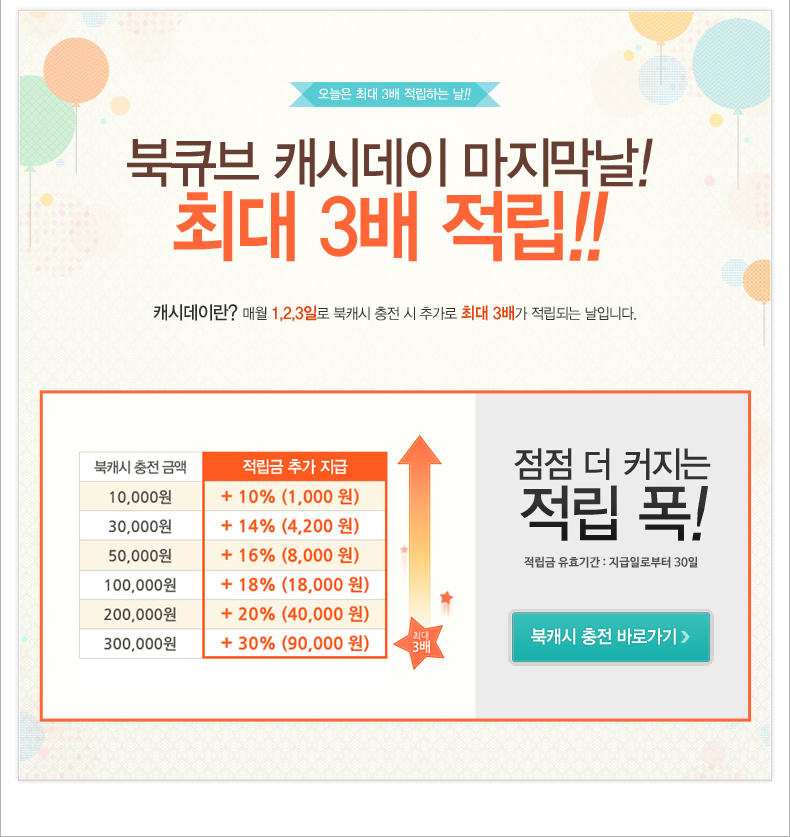 오늘은 최대 3배 적립하는 날!!
북큐브 캐시데이 마지막날!
최대 3배 적립!!
캐시데이란? 매월 1,2,3일로 북캐시 충전 시 추가로 최대 3배가 적립되는 날입니다.
북캐시 충전 금액 적립금 추가 지급
10,000원 + 10% (1,000 원)
30,000원 + 14% (4,200 원)
50,000원 + 16% (8,000 원)
100,000원 + 18% (18,000 원)
200,000원 + 20% (40,000 원)
300,000원 + 30% (90,000 원)
최대
3배
점점 더 커지는
적립 폭!
적립금 유효기간 : 지급일로부터 30일
북캐시 충전 바로가기